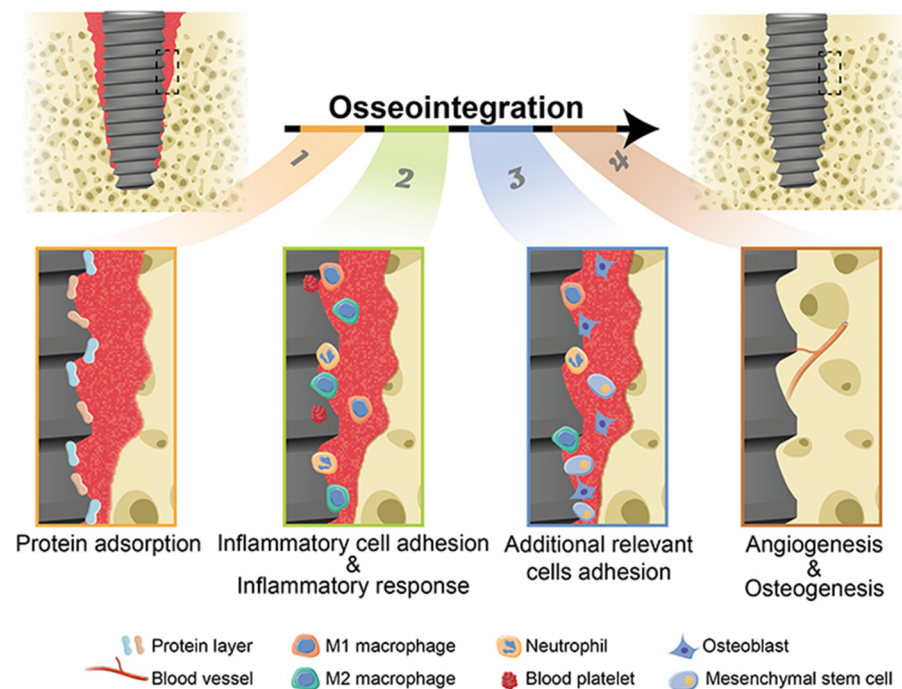 Osseointegration
1
2
3
4
Protein adsorption
Inflammatory cell adhesion
&
Inflammatory response
Additional relevant
cells adhesion
Angiogenesis
&
Osteogenesis
Protein layer
M1 macrophage
Neutrophil
Osteoblast
Blood vessel
M2 macrophage
Blood platelet
Mesenchymal stem cell